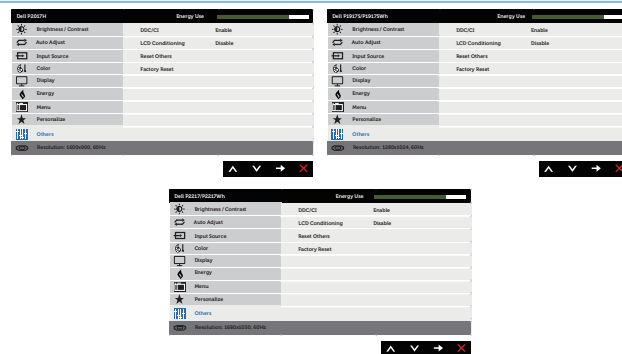 Dell P2017H Energy Use
Brightness / Contrast DDC/CI Enable
Auto Adjust LCD Conditioning Disable
Input Source Reset Others
Color Factory Reset
Display
Energy
Menu
Personalize
Others
Resolution: 1600x900, 60Hz
Dell P1917S/P1917SWh Energy Use
Brightness / Contrast DDC/CI Enable
Auto Adjust LCD Conditioning Disable
Input Source Reset Others
Color Factory Reset
Display
Energy
Menu
Personalize
Others
Resolution: 1280x1024, 60Hz
Dell P2217/P2217Wh Energy Use
Brightness / Contrast DDC/CI Enable
Auto Adjust LCD Conditioning Disable
Input Source Reset Others
Color Factory Reset
Display
Energy
Menu
Personalize
Others
Resolution: 1680x1050, 60Hz